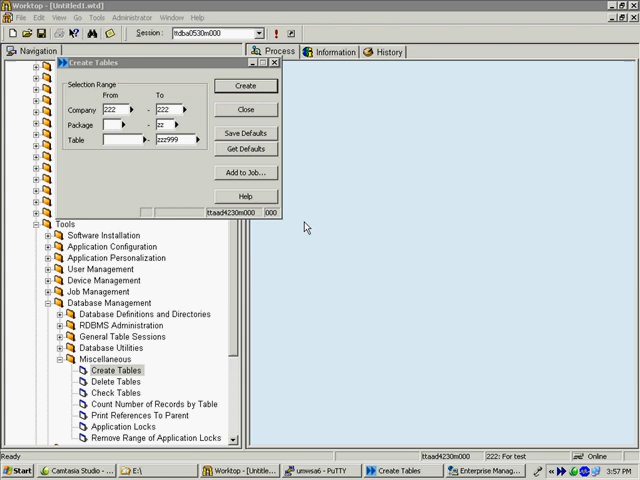 Worktop - [Untitled1.wtd]
File Edit View Go Tools Administrator Window Help
Session: ttdba0530m000
Navigation
Process Information History
Create Tables
Selection Range
From To
Company 222 - 222
Package - zz
Table - zzz999
Create
Close
Save Defaults
Get Defaults
Add to Job...
Help
ttaad4230m000 000
Tools
Software Installation
Application Configuration
Application Personalization
User Management
Device Management
Job Management
Database Management
Database Definitions and Directories
RDBMS Administration
General Table Sessions
Database Utilities
Miscellaneous
Create Tables
Delete Tables
Check Tables
Count Number of Records by Table
Print References To Parent
Application Locks
Remove Range of Application Locks
Ready ttaad4230m000 222: For test Online
Start Camtasia Studio - ... E:\ Worktop - [Untitle... umwsa6 - PuTTY Create Tables Enterprise Manag... 3:57 PM